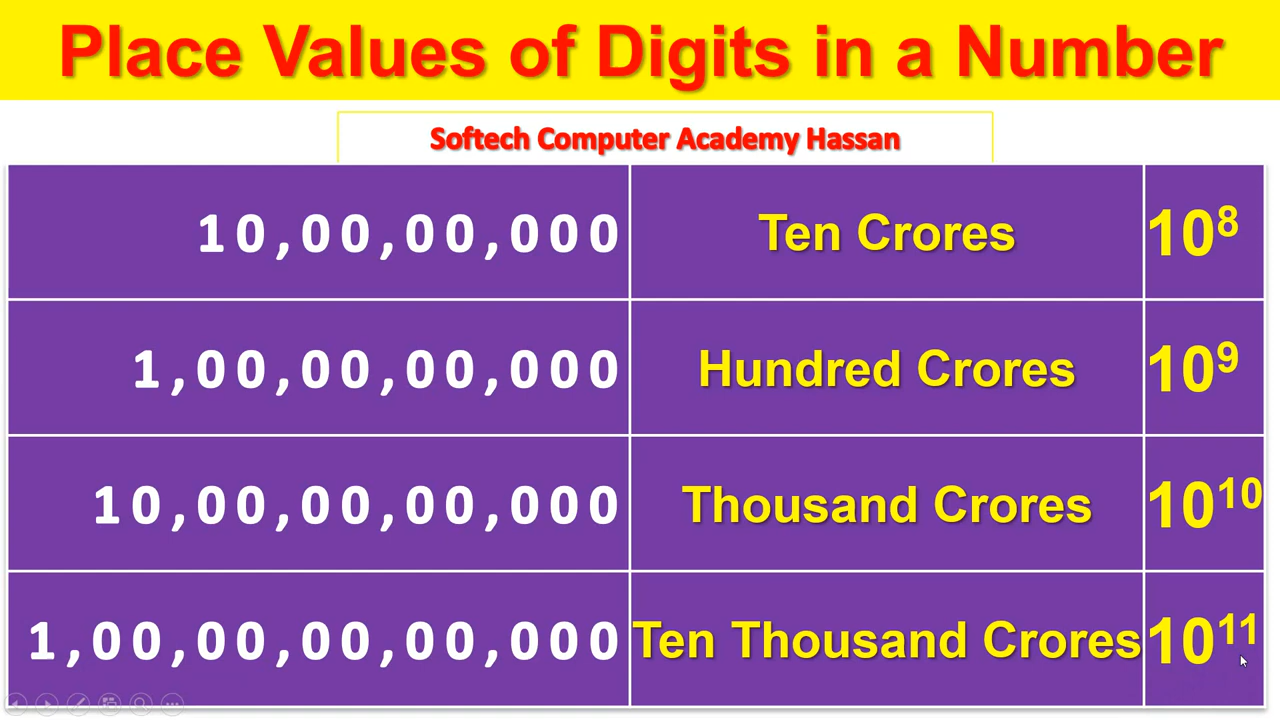 Place Values of Digits in a Number
Softech Computer Academy Hassan
10,00,00,000 Ten Crores 10⁸
1,00,00,00,000 Hundred Crores 10⁹
10,00,00,00,000 Thousand Crores 10¹⁰
1,00,00,00,00,000 Ten Thousand Crores 10¹¹